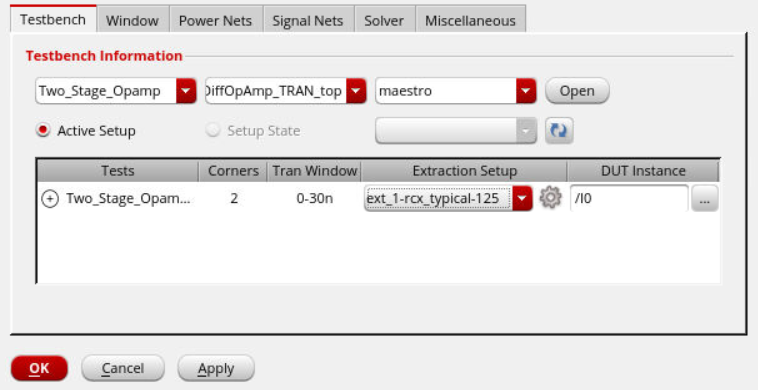 Testbench Window Power Nets Signal Nets Solver Miscellaneous
Testbench Information
Two_Stage_Opamp DiffOpAmp_TRAN_top maestro Open
Active Setup Setup State
Tests Corners Tran Window Extraction Setup DUT Instance
Two_Stage_Opam... 2 0-30n ext_1-rcx_typical-125 /I0 ...
OK Cancel Apply